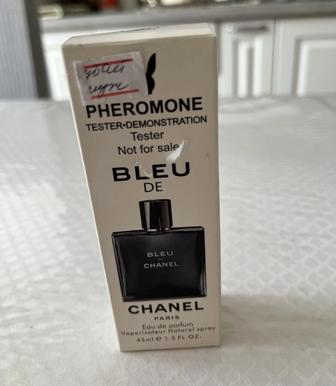 PHEROMONE
TESTER•DEMONSTRATION
Tester
Not for sale
BLEU
DE
BLEU
DE
CHANEL
CHANEL
PARIS
Eau de parfum
Vaporisateur Natural spray
45ml e 1.5 FL.OZ.